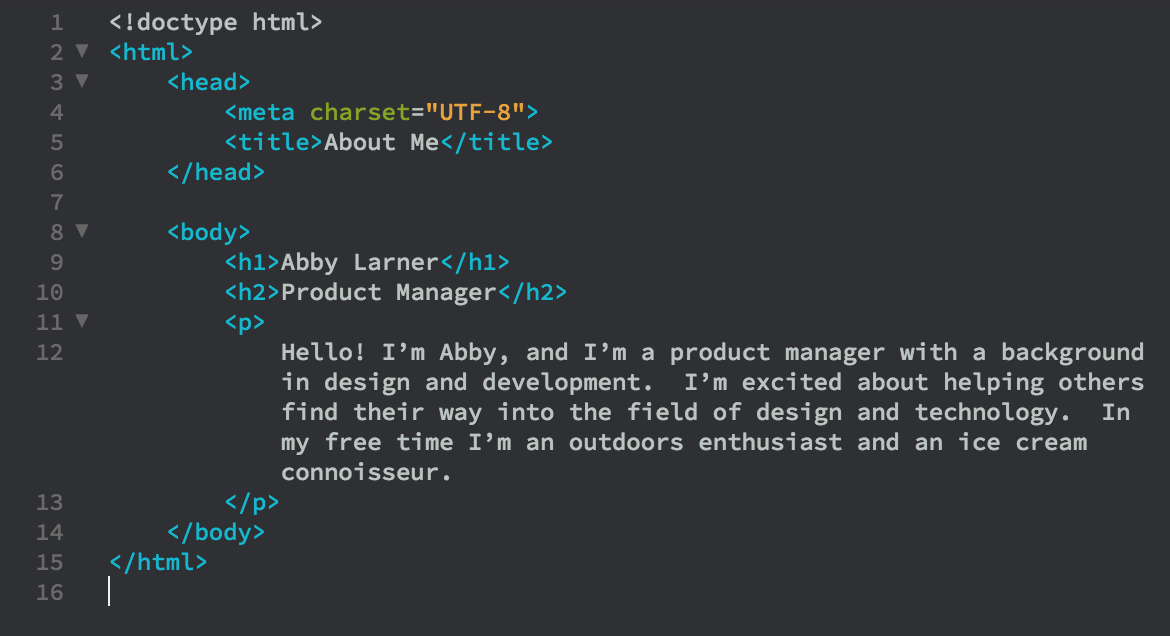 1 <!doctype html>
2 ▼ <html>
3 ▼     <head>
4         <meta charset="UTF-8">
5         <title>About Me</title>
6     </head>
7
8 ▼     <body>
9         <h1>Abby Larner</h1>
10         <h2>Product Manager</h2>
11 ▼         <p>
12             Hello! I’m Abby, and I’m a product manager with a background
            in design and development.  I’m excited about helping others
            find their way into the field of design and technology.  In
            my free time I’m an outdoors enthusiast and an ice cream
            connoisseur.
13         </p>
14     </body>
15 </html>
16